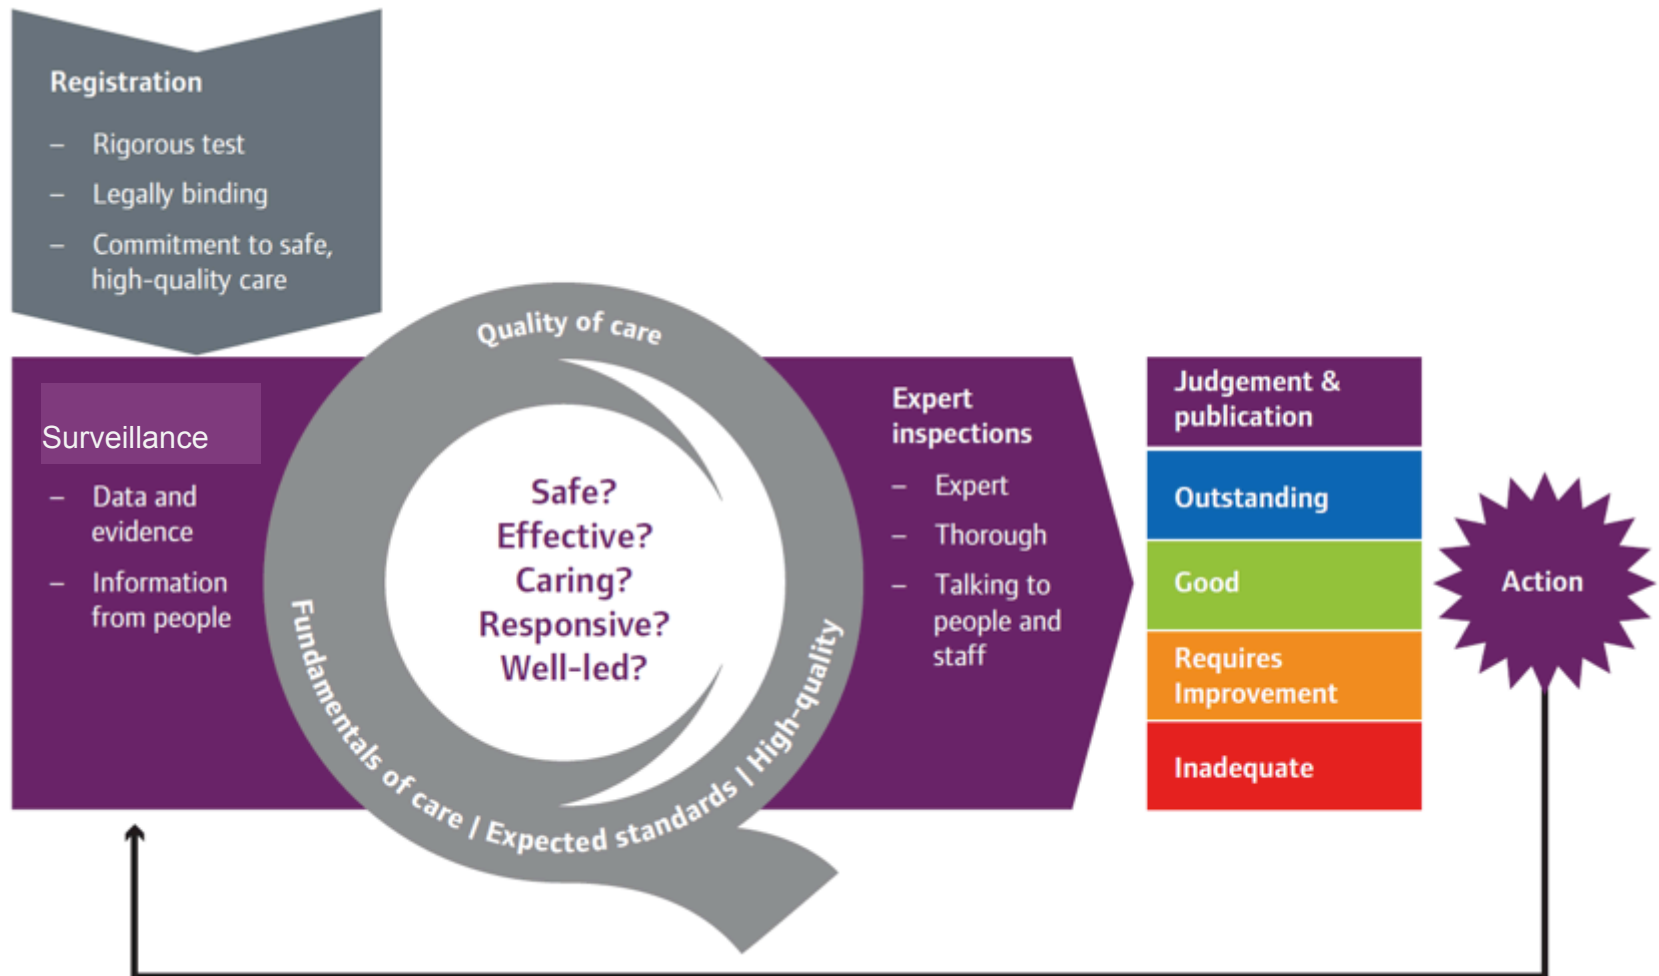 Registration
– Rigorous test
– Legally binding
– Commitment to safe,
high-quality care
Surveillance
– Data and
evidence
– Information
from people
Quality of care
Fundamentals of care | Expected standards | High-quality
Safe?
Effective?
Caring?
Responsive?
Well-led?
Expert
inspections
– Expert
– Thorough
– Talking to
people and
staff
Judgement &
publication
Outstanding
Good
Requires
Improvement
Inadequate
Action